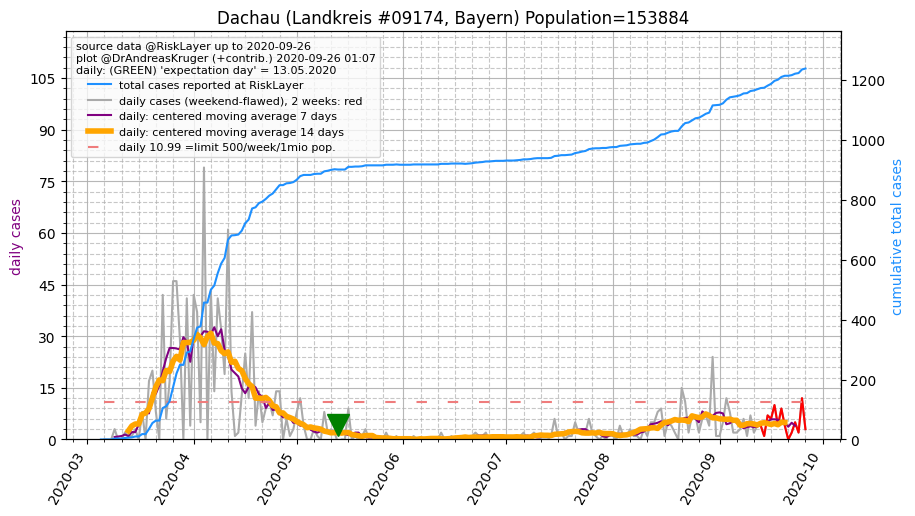 Dachau (Landkreis #09174, Bayern) Population=153884
source data @RiskLayer up to 2020-09-26
plot @DrAndreasKruger (+contrib.) 2020-09-26 01:07
daily: (GREEN) 'expectation day' = 13.05.2020
total cases reported at RiskLayer
daily cases (weekend-flawed), 2 weeks: red
daily: centered moving average 7 days
daily: centered moving average 14 days
daily 10.99 =limit 500/week/1mio pop.
daily cases
105
90
75
60
45
30
15
0
cumulative total cases
1200
1000
800
600
400
200
0
2020-03
2020-04
2020-05
2020-06
2020-07
2020-08
2020-09
2020-10